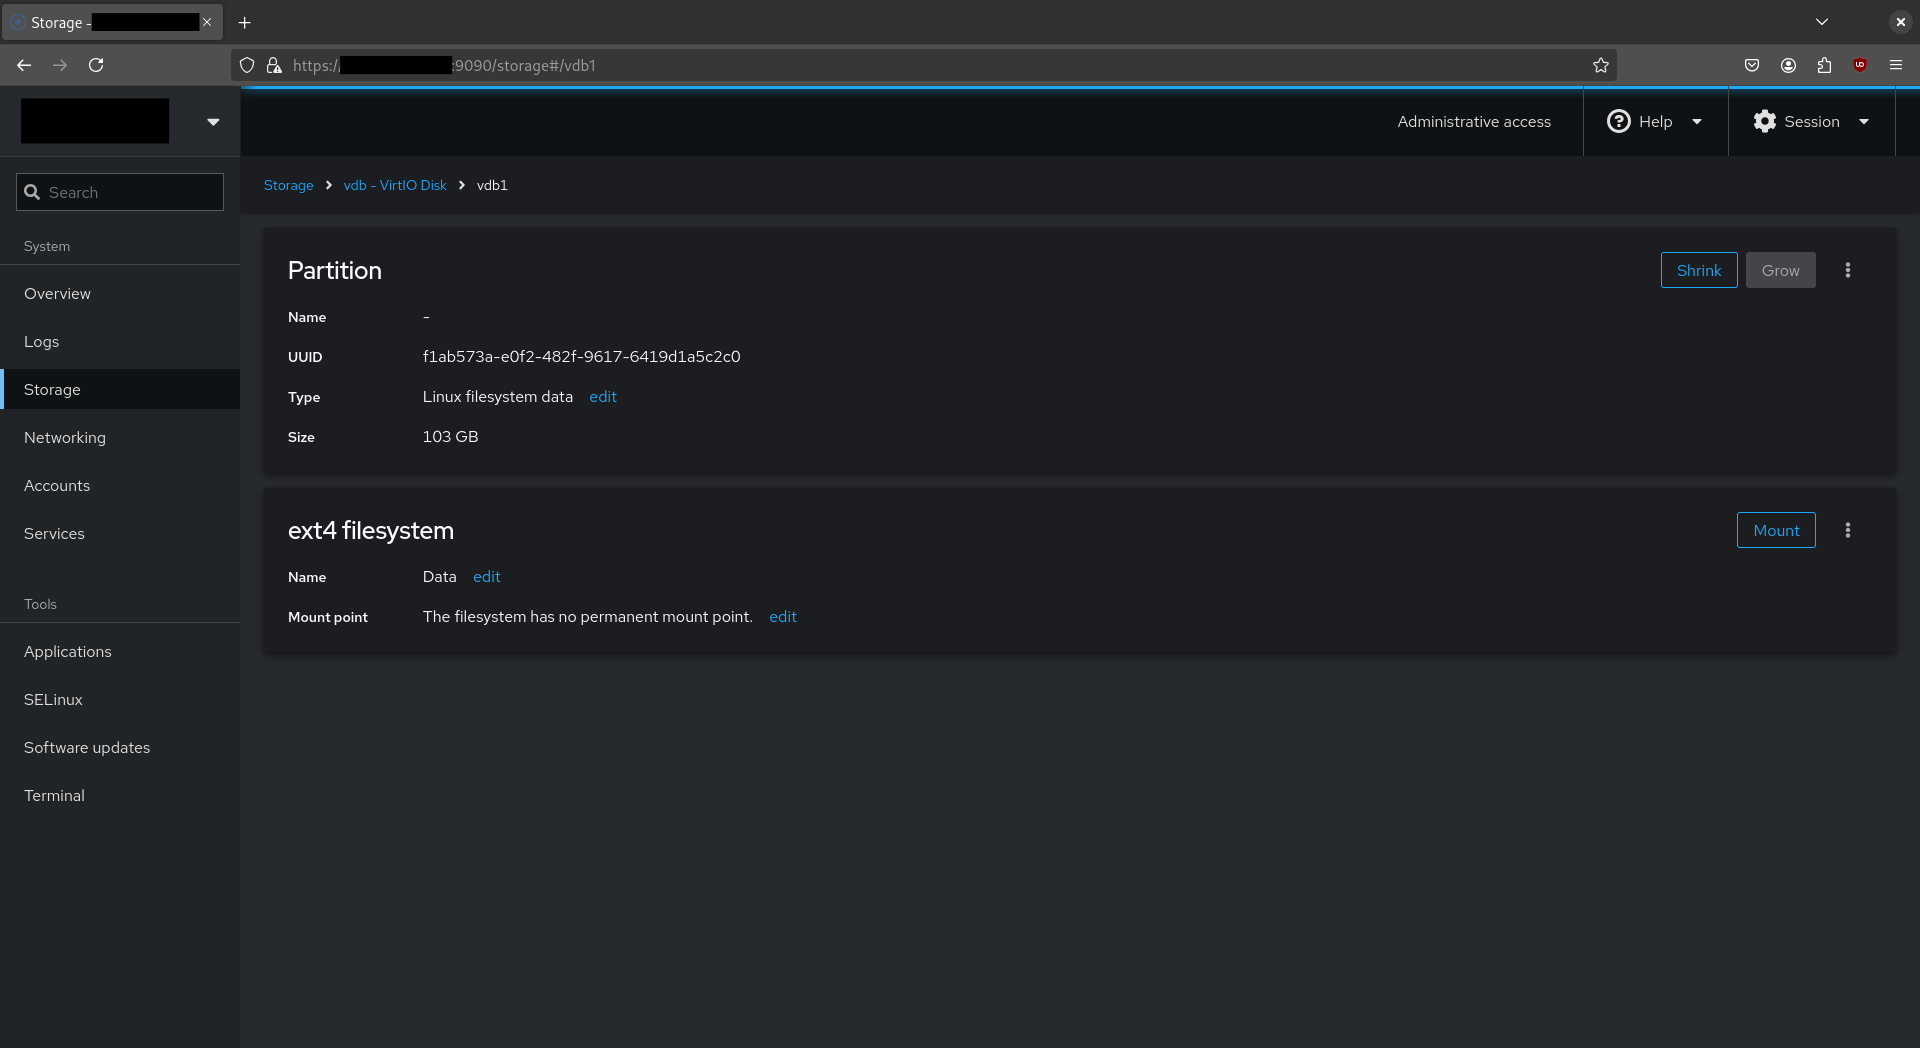 Storage -
https://
:9090/storage#/vdb1
Administrative access
Help
Session
Search
System
Overview
Logs
Storage
Networking
Accounts
Services
Tools
Applications
SELinux
Software updates
Terminal
Storage > vdb - VirtIO Disk > vdb1
Partition
Shrink
Grow
Name -
UUID f1ab573a-e0f2-482f-9617-6419d1a5c2c0
Type Linux filesystem data edit
Size 103 GB
ext4 filesystem
Mount
Name Data edit
Mount point The filesystem has no permanent mount point. edit